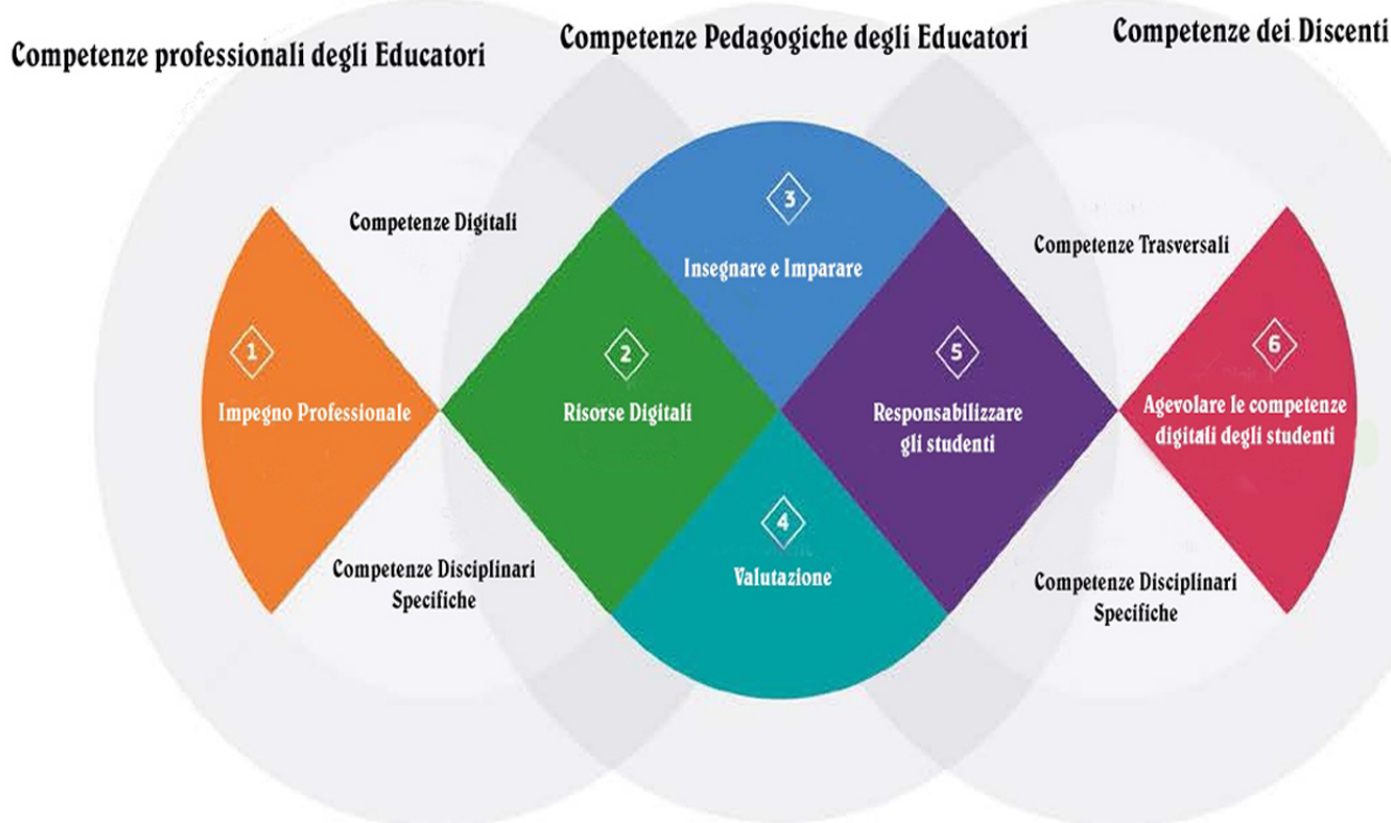 Competenze professionali degli Educatori
Competenze Pedagogiche degli Educatori
Competenze dei Discenti
Competenze Digitali
Competenze Disciplinari
Specifiche
1
Impegno Professionale
2
Risorse Digitali
3
Insegnare e Imparare
4
Valutazione
5
Responsabilizzare
gli studenti
Competenze Trasversali
Competenze Disciplinari
Specifiche
6
Agevolare le competenze
digitali degli studenti